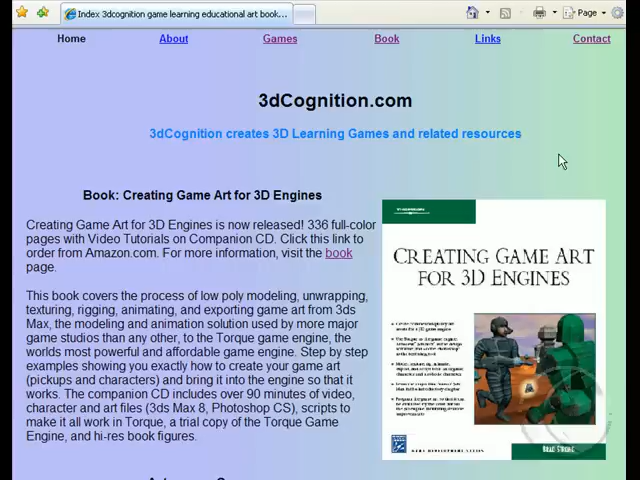 Index 3dcognition game learning educational art book...
Page
Home About Games Book Links Contact
3dCognition.com
3dCognition creates 3D Learning Games and related resources
Book: Creating Game Art for 3D Engines
Creating Game Art for 3D Engines is now released! 336 full-color
pages with Video Tutorials on Companion CD. Click this link to
order from Amazon.com. For more information, visit the book
page.
This book covers the process of low poly modeling, unwrapping,
texturing, rigging, animating, and exporting game art from 3ds
Max, the modeling and animation solution used by more major
game studios than any other, to the Torque game engine, the
worlds most powerful and affordable game engine. Step by step
examples showing you exactly how to create your game art
(pickups and characters) and bring it into the engine so that it
works. The companion CD includes over 90 minutes of video,
character and art files (3ds Max 8, Photoshop CS), scripts to
make it all work in Torque, a trial copy of the Torque Game
Engine, and hi-res book figures.
CREATING GAME ART
FOR 3D ENGINES